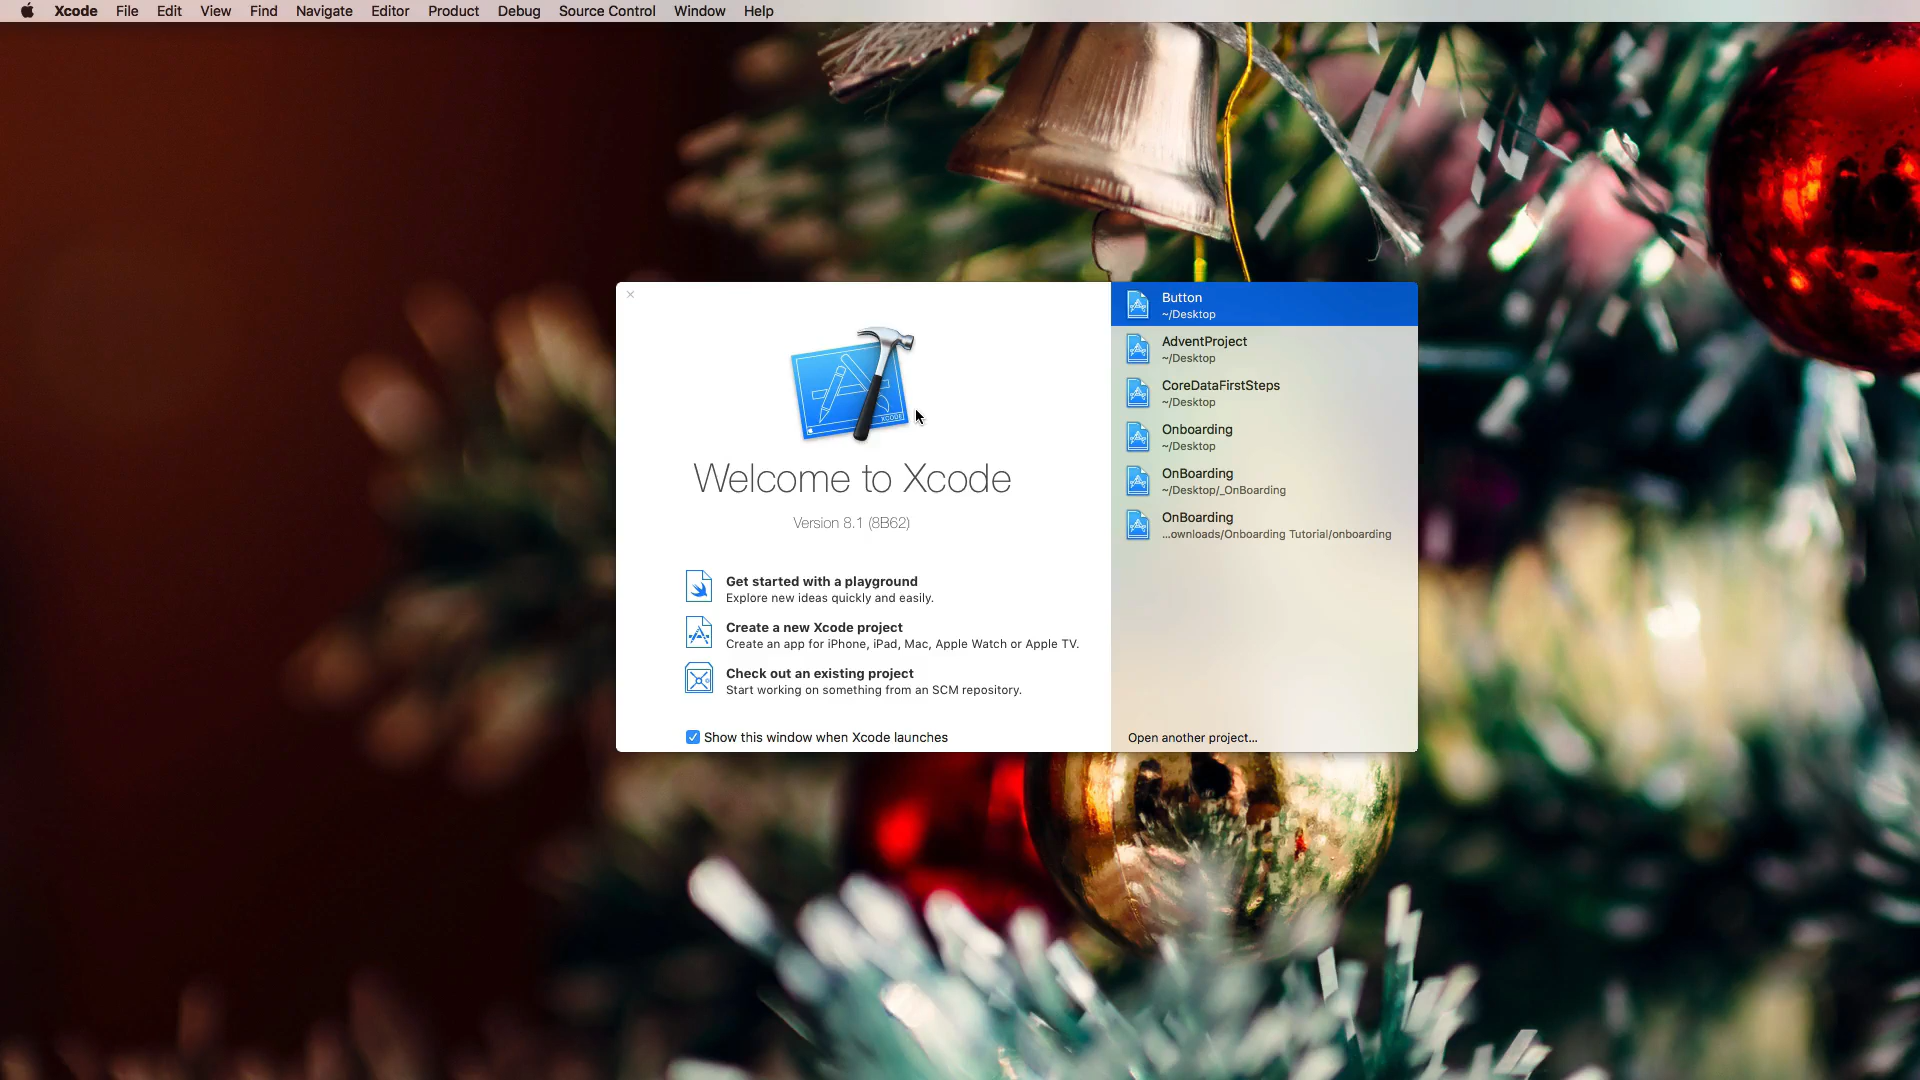 Xcode File Edit View Find Navigate Editor Product Debug Source Control Window Help
XCODE
Welcome to Xcode
Version 8.1 (8B62)
Get started with a playground
Explore new ideas quickly and easily.
Create a new Xcode project
Create an app for iPhone, iPad, Mac, Apple Watch or Apple TV.
Check out an existing project
Start working on something from an SCM repository.
Show this window when Xcode launches
Button
~/Desktop
AdventProject
~/Desktop
CoreDataFirstSteps
~/Desktop
Onboarding
~/Desktop
OnBoarding
~/Desktop/_OnBoarding
OnBoarding
...ownloads/Onboarding Tutorial/onboarding
Open another project...